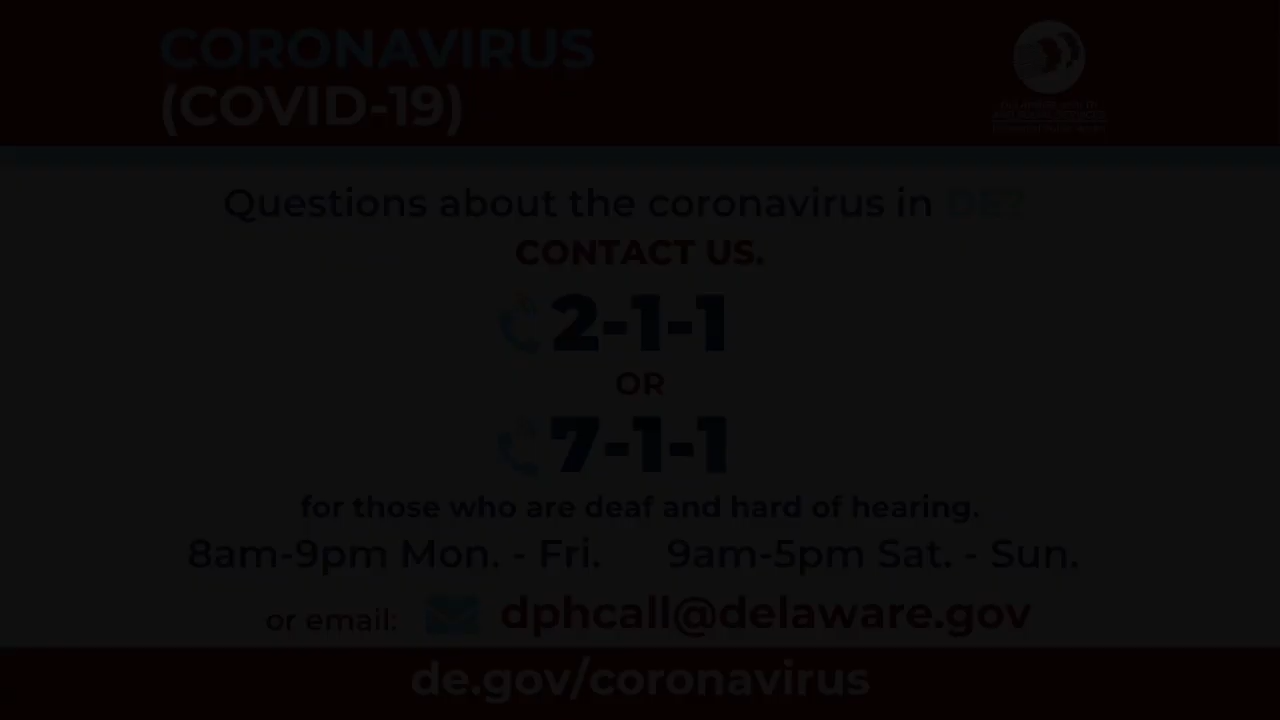 CORONAVIRUS
(COVID-19)
Questions about the coronavirus in DE?
CONTACT US.
2-1-1
OR
7-1-1
for those who are deaf and hard of hearing.
8am-9pm Mon. - Fri. 9am-5pm Sat. - Sun.
or email: dphcall@delaware.gov
de.gov/coronavirus